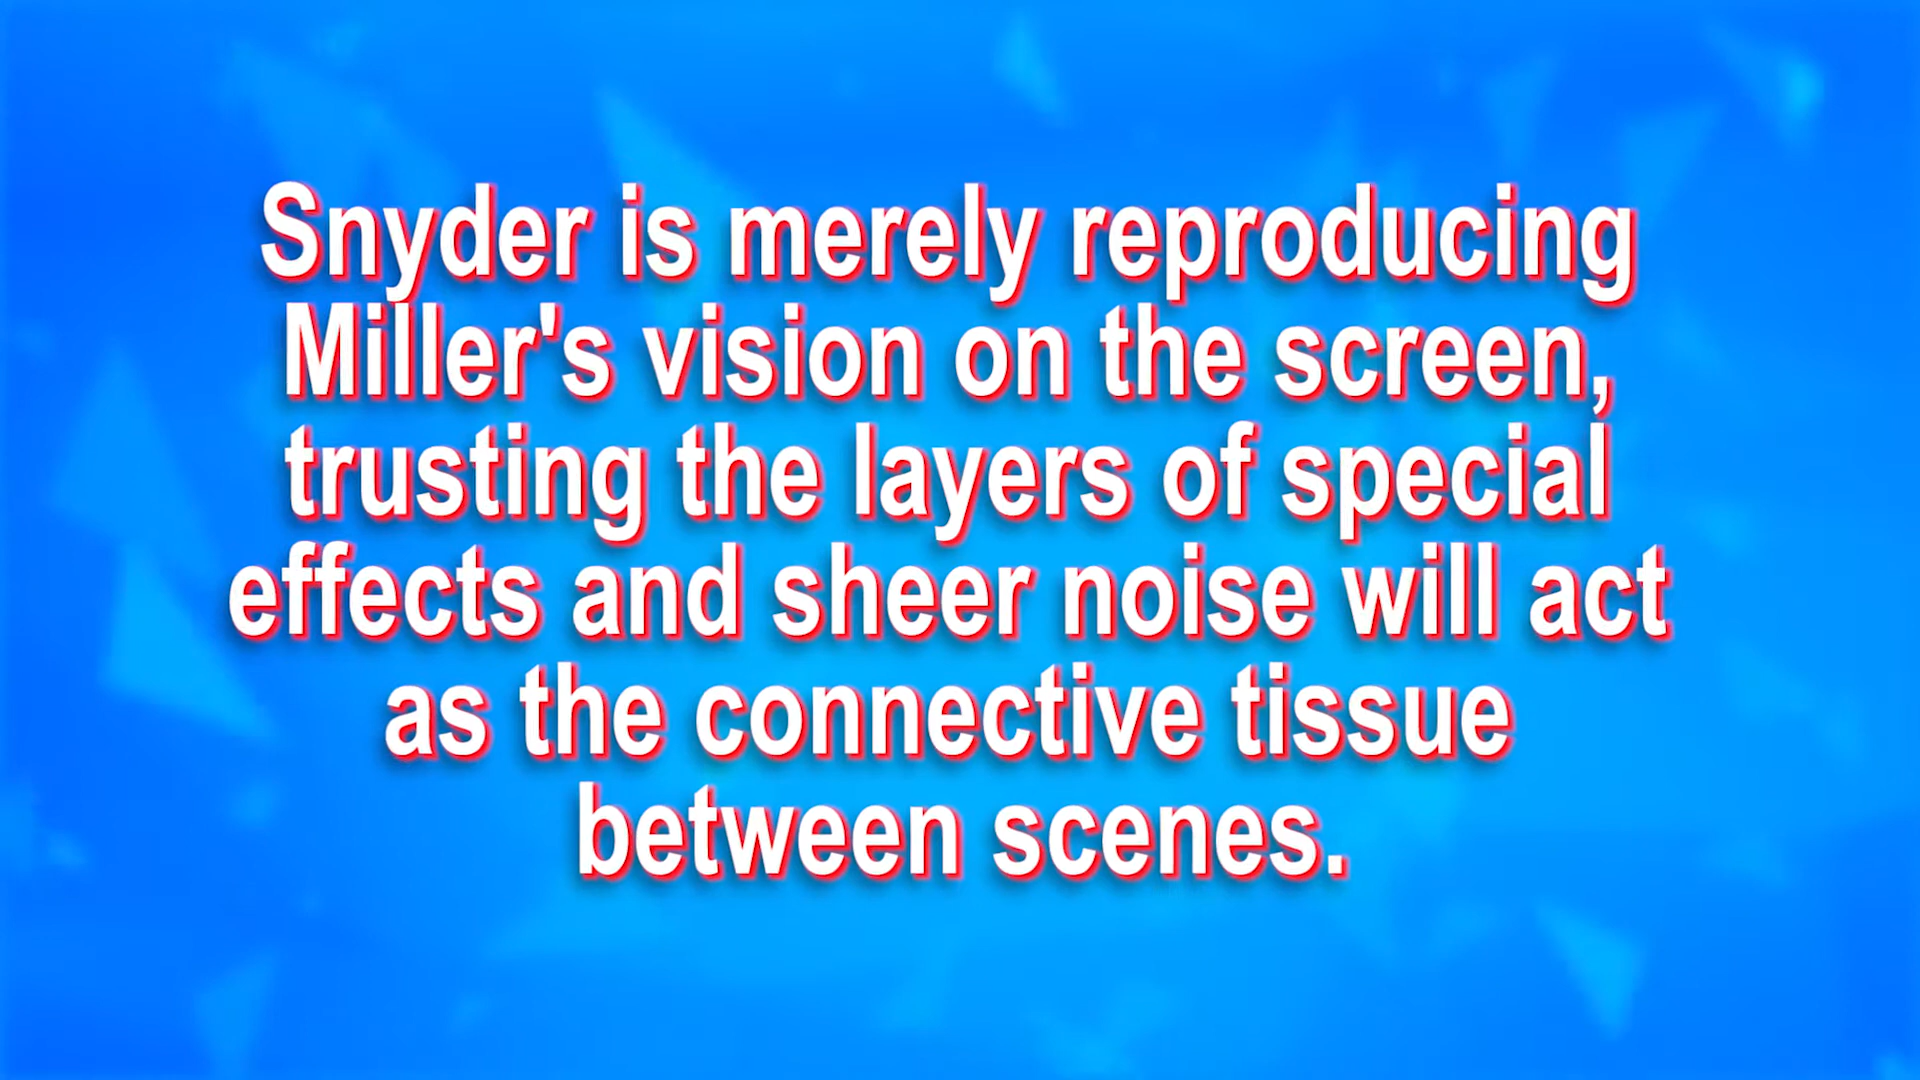 Snyder is merely reproducing
Miller's vision on the screen,
trusting the layers of special
effects and sheer noise will act
as the connective tissue
between scenes.